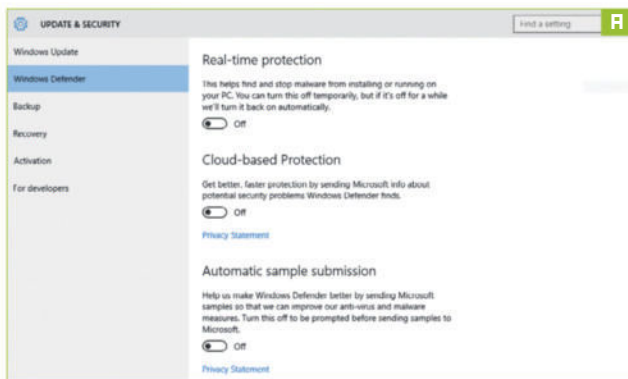 UPDATE & SECURITY
Find a setting
A
Windows Update
Windows Defender
Backup
Recovery
Activation
For developers
Real-time protection
This helps find and stop malware from installing or running on
your PC. You can turn this off temporarily, but if it's off for a while
we'll turn it back on automatically.
Off
Cloud-based Protection
Get better, faster protection by sending Microsoft info about
potential security problems Windows Defender finds.
Off
Privacy Statement
Automatic sample submission
Help us make Windows Defender better by sending Microsoft
samples so that we can improve our anti-virus and malware
measures. Turn this off to be prompted before sending samples to
Microsoft.
Off
Privacy Statement